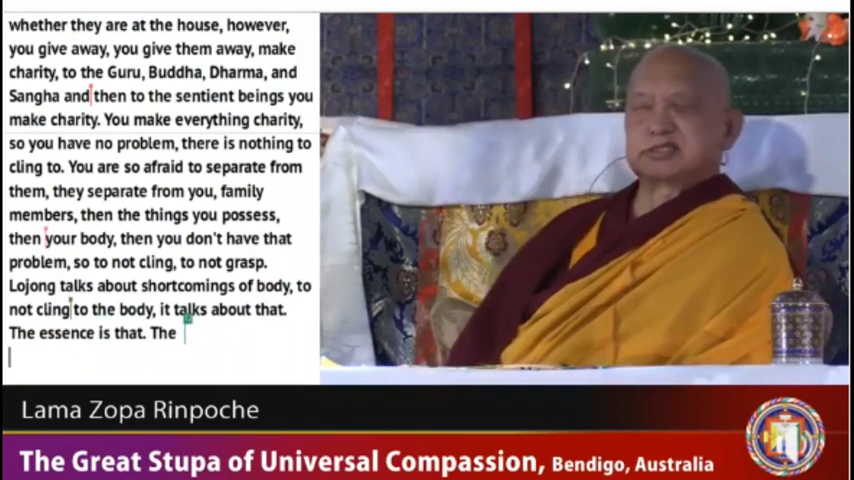 whether they are at the house, however,
you give away, you give them away, make
charity, to the Guru, Buddha, Dharma, and
Sangha and then to the sentient beings you
make charity. You make everything charity,
so you have no problem, there is nothing to
cling to. You are so afraid to separate from
them, they separate from you, family
members, then the things you possess,
then your body, then you don't have that
problem, so to not cling, to not grasp.
Lojong talks about shortcomings of body, to
not cling to the body, it talks about that.
The essence is that. The
Lama Zopa Rinpoche
The Great Stupa of Universal Compassion, Bendigo, Australia